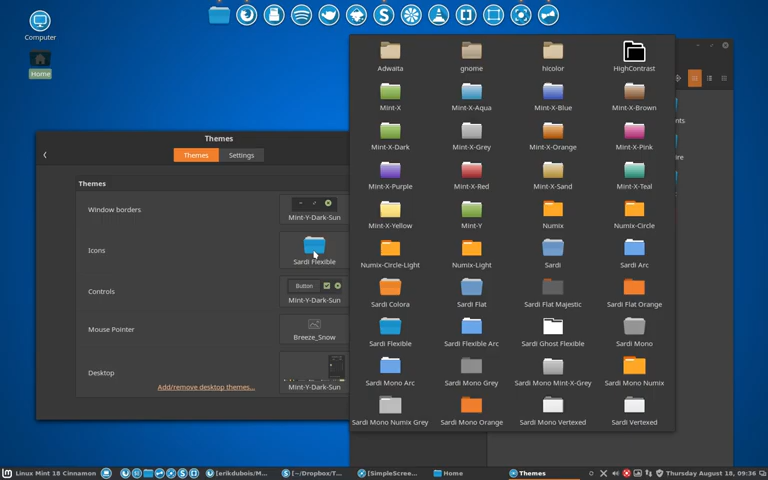 Computer
Home
Themes
Themes
Settings
Themes
Window borders
Mint-Y-Dark-Sun
Icons
Sardi Flexible
Controls
Button
Mint-Y-Dark-Sun
Mouse Pointer
Breeze_Snow
Desktop
Mint-Y-Dark-Sun
Add/remove desktop themes...
Adwaita
gnome
hicolor
HighContrast
Mint-X
Mint-X-Aqua
Mint-X-Blue
Mint-X-Brown
Mint-X-Dark
Mint-X-Grey
Mint-X-Orange
Mint-X-Pink
Mint-X-Purple
Mint-X-Red
Mint-X-Sand
Mint-X-Teal
Mint-X-Yellow
Mint-Y
Numix
Numix-Circle
Numix-Circle-Light
Numix-Light
Sardi
Sardi Arc
Sardi Colora
Sardi Flat
Sardi Flat Majestic
Sardi Flat Orange
Sardi Flexible
Sardi Flexible Arc
Sardi Ghost Flexible
Sardi Mono
Sardi Mono Arc
Sardi Mono Grey
Sardi Mono Mint-X-Grey
Sardi Mono Numix
Sardi Mono Numix Grey
Sardi Mono Orange
Sardi Mono Vertexed
Sardi Vertexed
Linux Mint 18 Cinnamon
[erikdubois/M...
[~/Dropbox/T...
[SimpleScree...
Home
Themes
Thursday August 18, 09:36